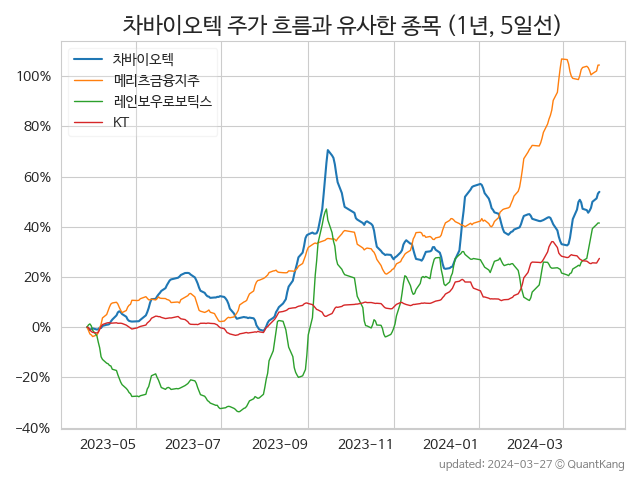 차바이오텍 주가 흐름과 유사한 종목 (1년, 5일선)
차바이오텍
메리츠금융지주
레인보우로보틱스
KT
100%
80%
60%
40%
20%
0%
−20%
−40%
2023-05 2023-07 2023-09 2023-11 2024-01 2024-03
updated: 2024-03-27 © QuantKang